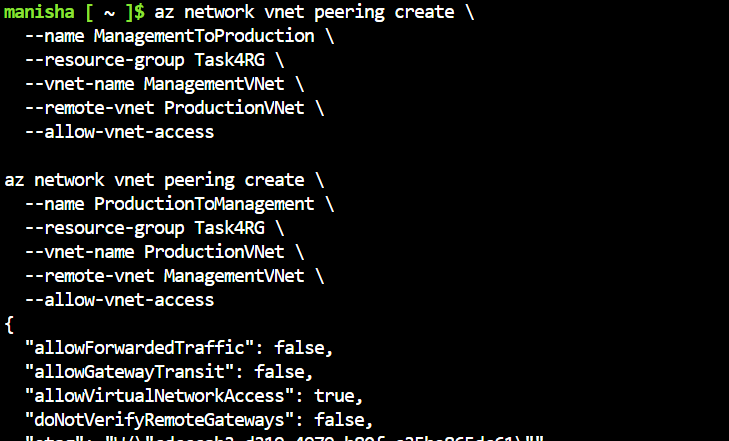 manisha [ ~ ]$ az network vnet peering create \
--name ManagementToProduction \
--resource-group Task4RG \
--vnet-name ManagementVNet \
--remote-vnet ProductionVNet \
--allow-vnet-access
az network vnet peering create \
--name ProductionToManagement \
--resource-group Task4RG \
--vnet-name ProductionVNet \
--remote-vnet ManagementVNet \
--allow-vnet-access
{
"allowForwardedTraffic": false,
"allowGatewayTransit": false,
"allowVirtualNetworkAccess": true,
"doNotVerifyRemoteGateways": false,